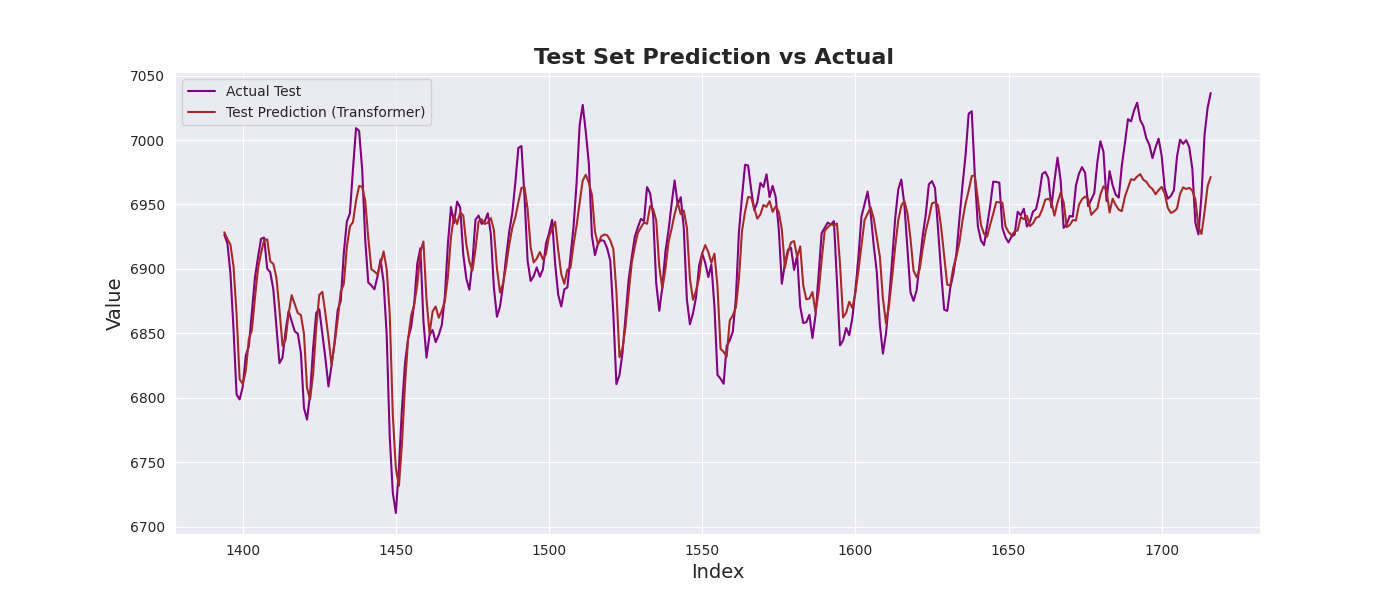 Test Set Prediction vs Actual
Actual Test
Test Prediction (Transformer)
Value
7050
7000
6950
6900
6850
6800
6750
6700
1400 1450 1500 1550 1600 1650 1700
Index